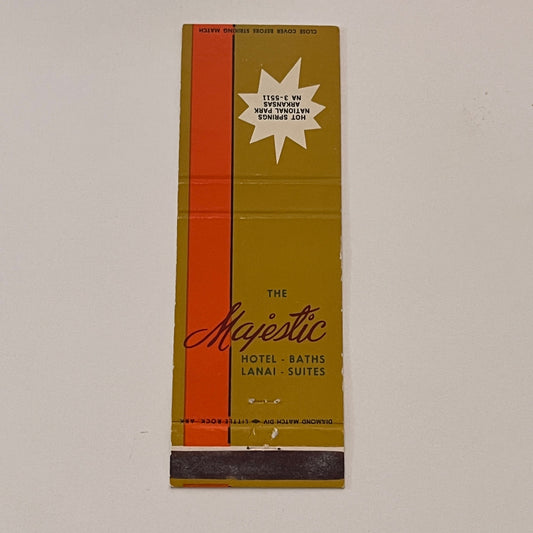 CLOSE COVER BEFORE STRIKING MATCH
HOT SPRINGS
NATIONAL PARK
ARKANSAS
NA 3-5511
THE
Majestic
HOTEL - BATHS
LANAI - SUITES
DIAMOND MATCH DIV. LITTLE ROCK - ARK